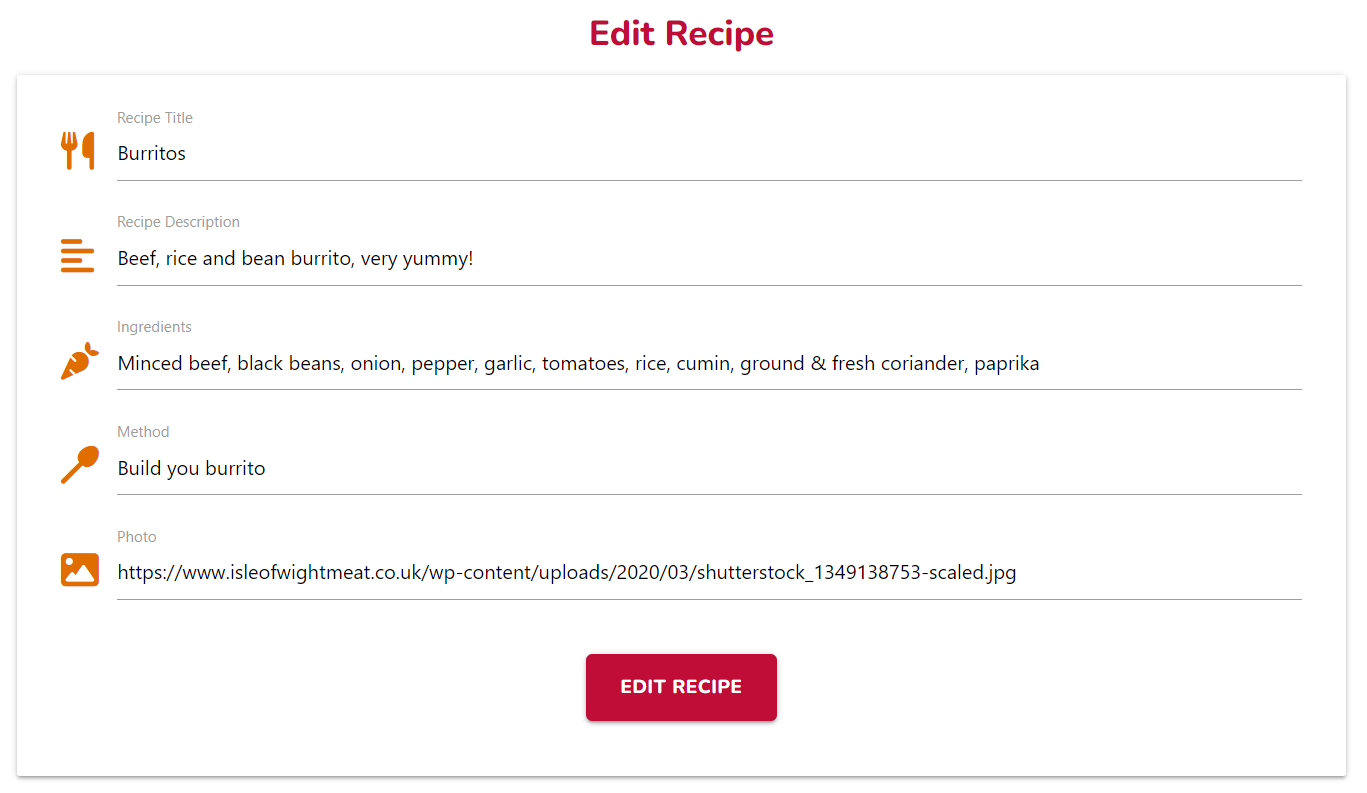 Edit Recipe
Recipe Title
Burritos
Recipe Description
Beef, rice and bean burrito, very yummy!
Ingredients
Minced beef, black beans, onion, pepper, garlic, tomatoes, rice, cumin, ground & fresh coriander, paprika
Method
Build you burrito
Photo
https://www.isleofwightmeat.co.uk/wp-content/uploads/2020/03/shutterstock_1349138753-scaled.jpg
EDIT RECIPE